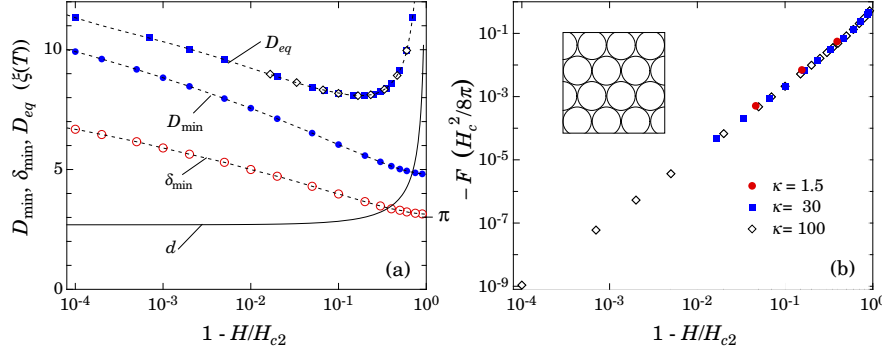 D_min, δ_min, D_eq (ξ(T))
10
5
0
D_eq
D_min
δ_min
d
π
(a)
10^-4 10^-3 10^-2 10^-1 10^0
1 - H/H_c2
- F (H_c^2/8π)
10^-1
10^-3
10^-5
10^-7
10^-9
κ = 1.5
κ = 30
κ = 100
(b)
10^-4 10^-3 10^-2 10^-1 10^0
1 - H/H_c2